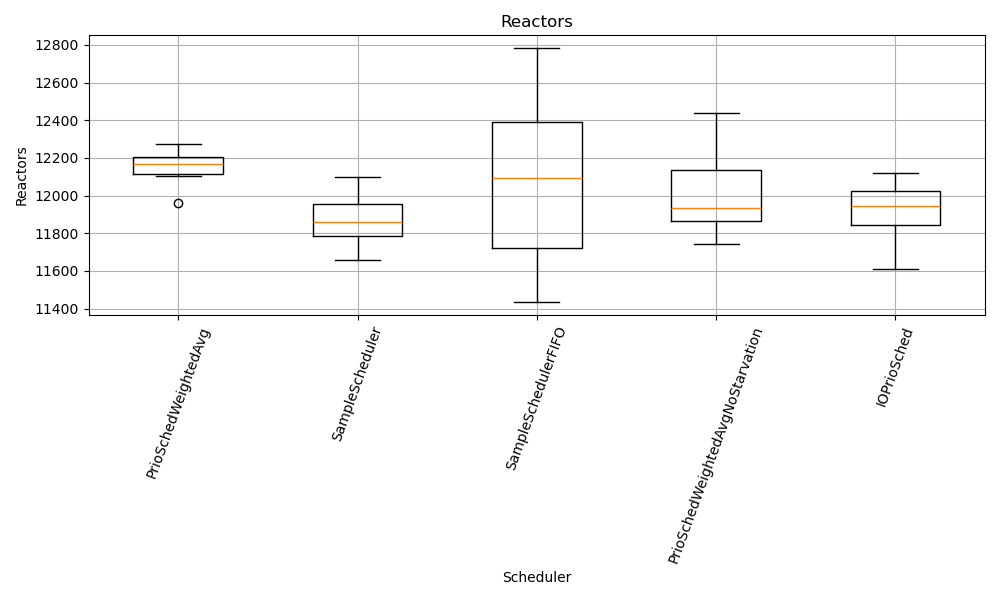 Reactors
Reactors
12800
12600
12400
12200
12000
11800
11600
11400
PrioSchedWeightedAvg
SampleScheduler
SampleSchedulerFIFO
PrioSchedWeightedAvgNoStarvation
IOPrioSched
Scheduler